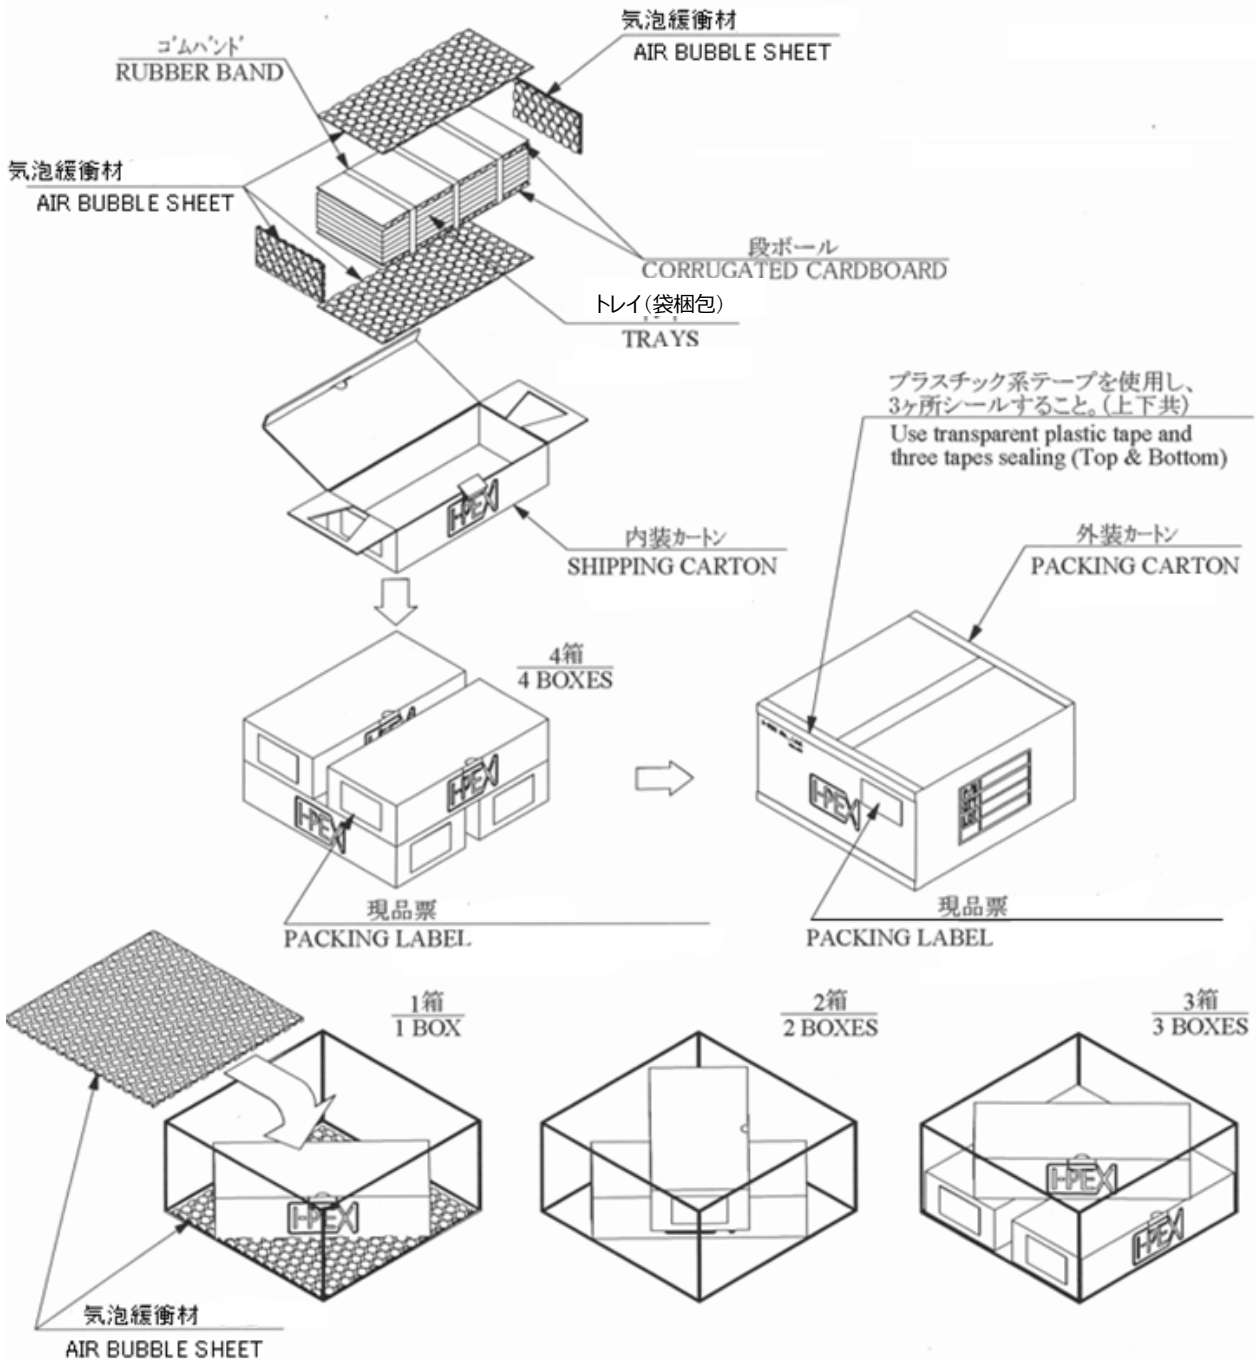 気泡緩衝材
AIR BUBBLE SHEET
ゴムバンド
RUBBER BAND
気泡緩衝材
AIR BUBBLE SHEET
段ボール
CORRUGATED CARDBOARD
トレイ(袋梱包)
TRAYS
プラスチック系テープを使用し、
3ヶ所シールすること。(上下共)
Use transparent plastic tape and
three tapes sealing (Top & Bottom)
I-PEX
内装カートン
SHIPPING CARTON
外装カートン
PACKING CARTON
4箱
4 BOXES
I-PEX
I-PEX
I-PEX
I-PEX
現品票
PACKING LABEL
現品票
PACKING LABEL
1箱
1 BOX
2箱
2 BOXES
3箱
3 BOXES
I-PEX
I-PEX
I-PEX
気泡緩衝材
AIR BUBBLE SHEET